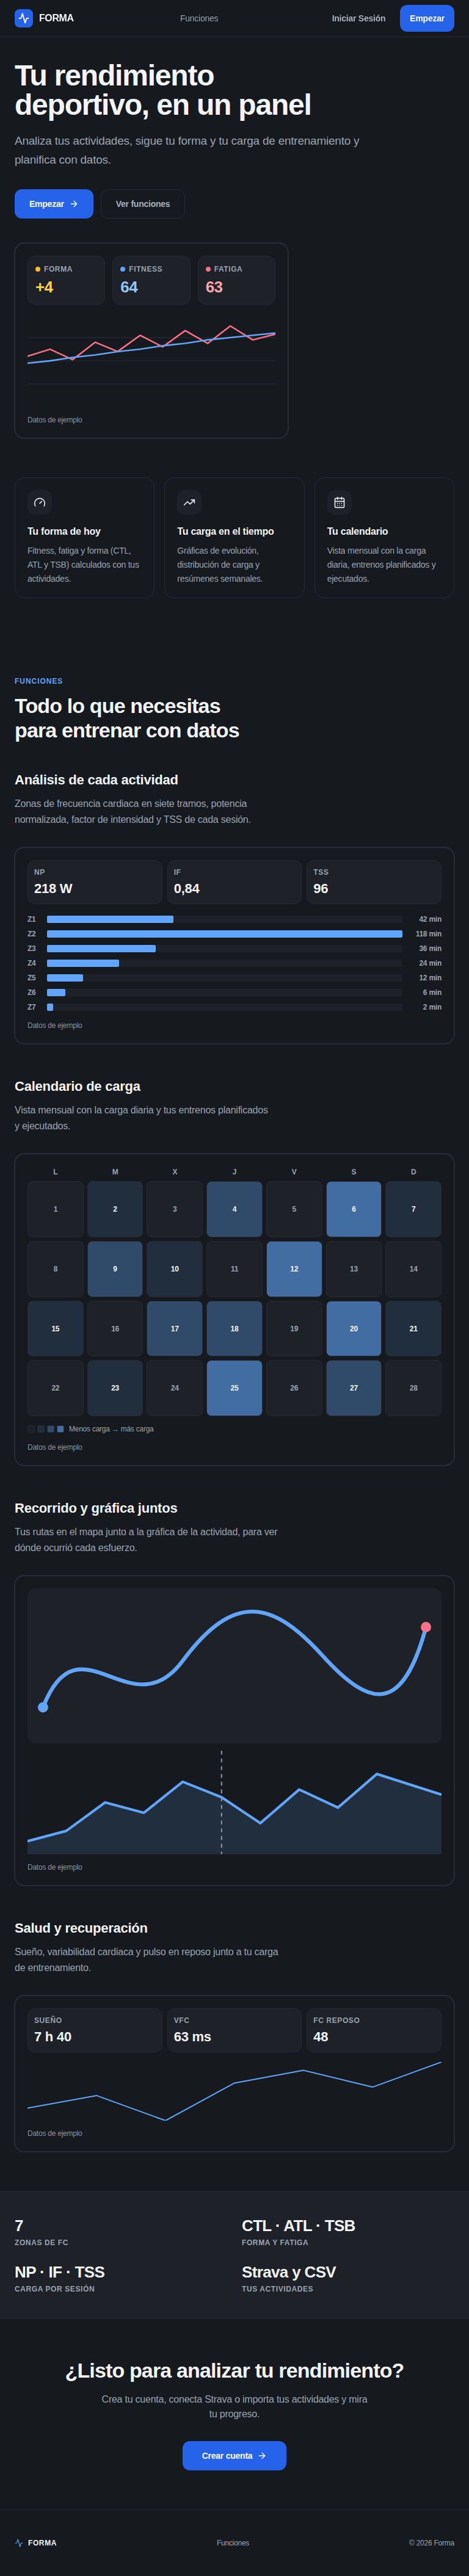 FORMA
Funciones
Iniciar Sesión
Empezar
Tu rendimiento
deportivo, en un panel
Analiza tus actividades, sigue tu forma y tu carga de entrenamiento y
planifica con datos.
Empezar →
Ver funciones
FORMA
+4
FITNESS
64
FATIGA
63
Datos de ejemplo
Tu forma de hoy
Fitness, fatiga y forma (CTL,
ATL y TSB) calculados con tus
actividades.
Tu carga en el tiempo
Gráficas de evolución,
distribución de carga y
resúmenes semanales.
Tu calendario
Vista mensual con la carga
diaria, entrenos planificados y
ejecutados.
FUNCIONES
Todo lo que necesitas
para entrenar con datos
Análisis de cada actividad
Zonas de frecuencia cardiaca en siete tramos, potencia
normalizada, factor de intensidad y TSS de cada sesión.
NP
218 W
IF
0,84
TSS
96
Z1 42 min
Z2 118 min
Z3 36 min
Z4 24 min
Z5 12 min
Z6 6 min
Z7 2 min
Datos de ejemplo
Calendario de carga
Vista mensual con la carga diaria y tus entrenos planificados
y ejecutados.
L M X J V S D
1 2 3 4 5 6 7
8 9 10 11 12 13 14
15 16 17 18 19 20 21
22 23 24 25 26 27 28
Menos carga → más carga
Datos de ejemplo
Recorrido y gráfica juntos
Tus rutas en el mapa junto a la gráfica de la actividad, para ver
dónde ocurrió cada esfuerzo.
Datos de ejemplo
Salud y recuperación
Sueño, variabilidad cardiaca y pulso en reposo junto a tu carga
de entrenamiento.
SUEÑO
7 h 40
VFC
63 ms
FC REPOSO
48
Datos de ejemplo
7
ZONAS DE FC
CTL · ATL · TSB
FORMA Y FATIGA
NP · IF · TSS
CARGA POR SESIÓN
Strava y CSV
TUS ACTIVIDADES
¿Listo para analizar tu rendimiento?
Crea tu cuenta, conecta Strava o importa tus actividades y mira
tu progreso.
Crear cuenta →
FORMA
Funciones
© 2026 Forma